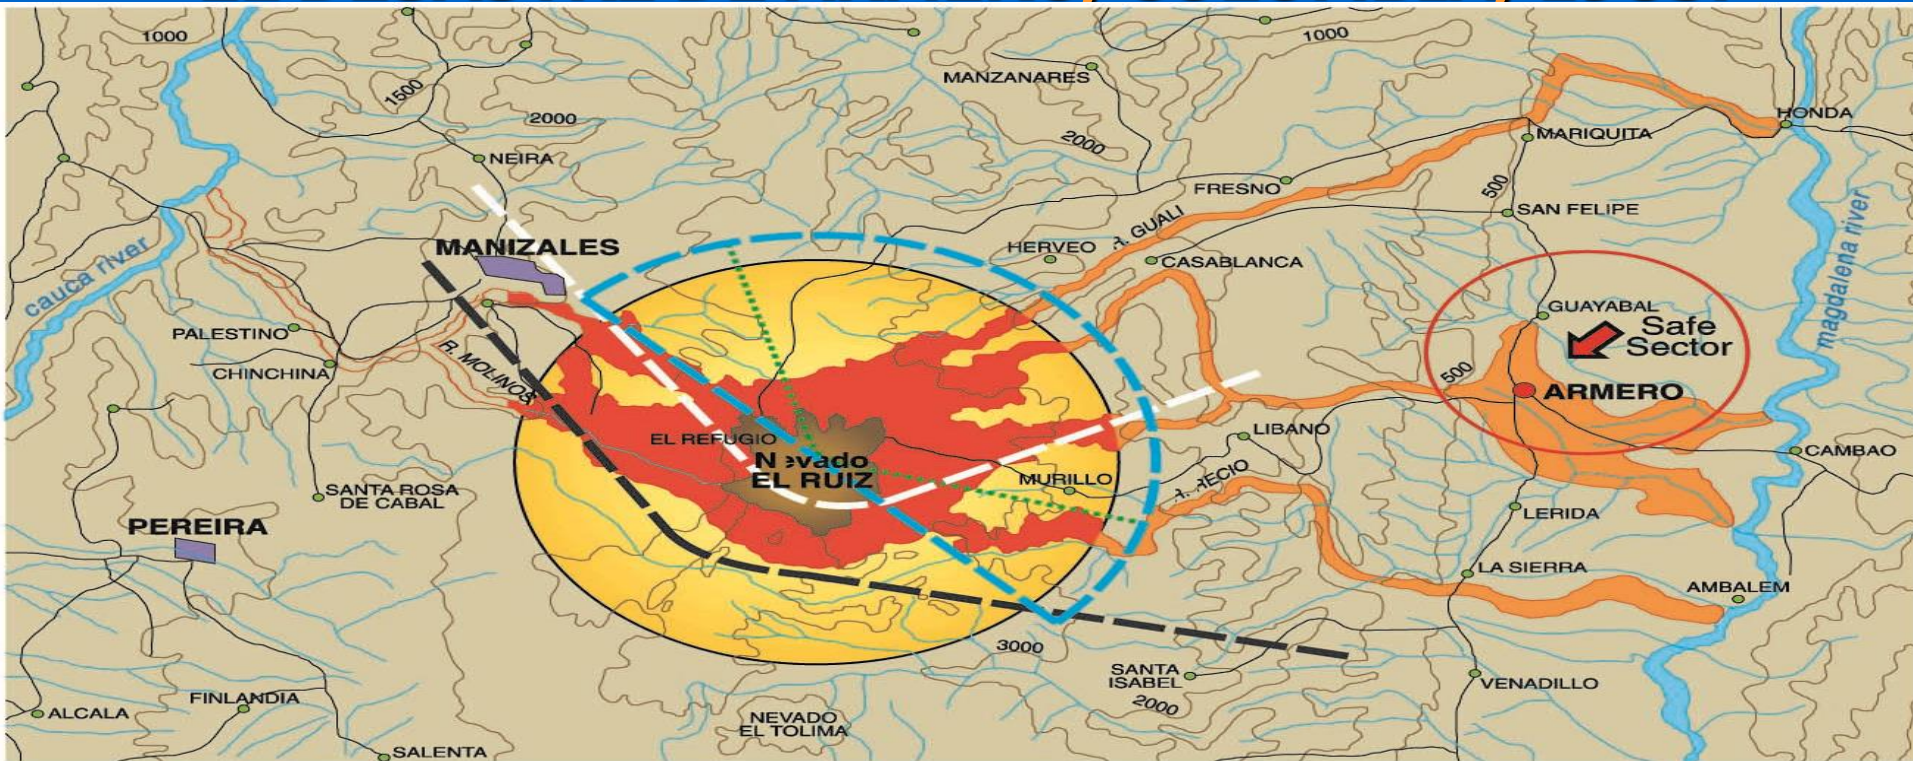 1000
1500
2000
NEIRA
MANZANARES
2000
1000
HONDA
MARIQUITA
FRESNO
500
SAN FELIPE
R. GUALI
HERVEO
CASABLANCA
MANIZALES
cauca river
magdalena river
PALESTINO
CHINCHINA
R. MOLINOS
GUAYABAL
Safe
Sector
500
ARMERO
EL REFUGIO
Nevado
EL RUIZ
MURILLO
LIBANO
R. RECIO
CAMBAO
SANTA ROSA
DE CABAL
PEREIRA
LERIDA
LA SIERRA
AMBALEM
3000
SANTA
ISABEL
2000
VENADILLO
FINLANDIA
ALCALA
NEVADO
EL TOLIMA
SALENTA